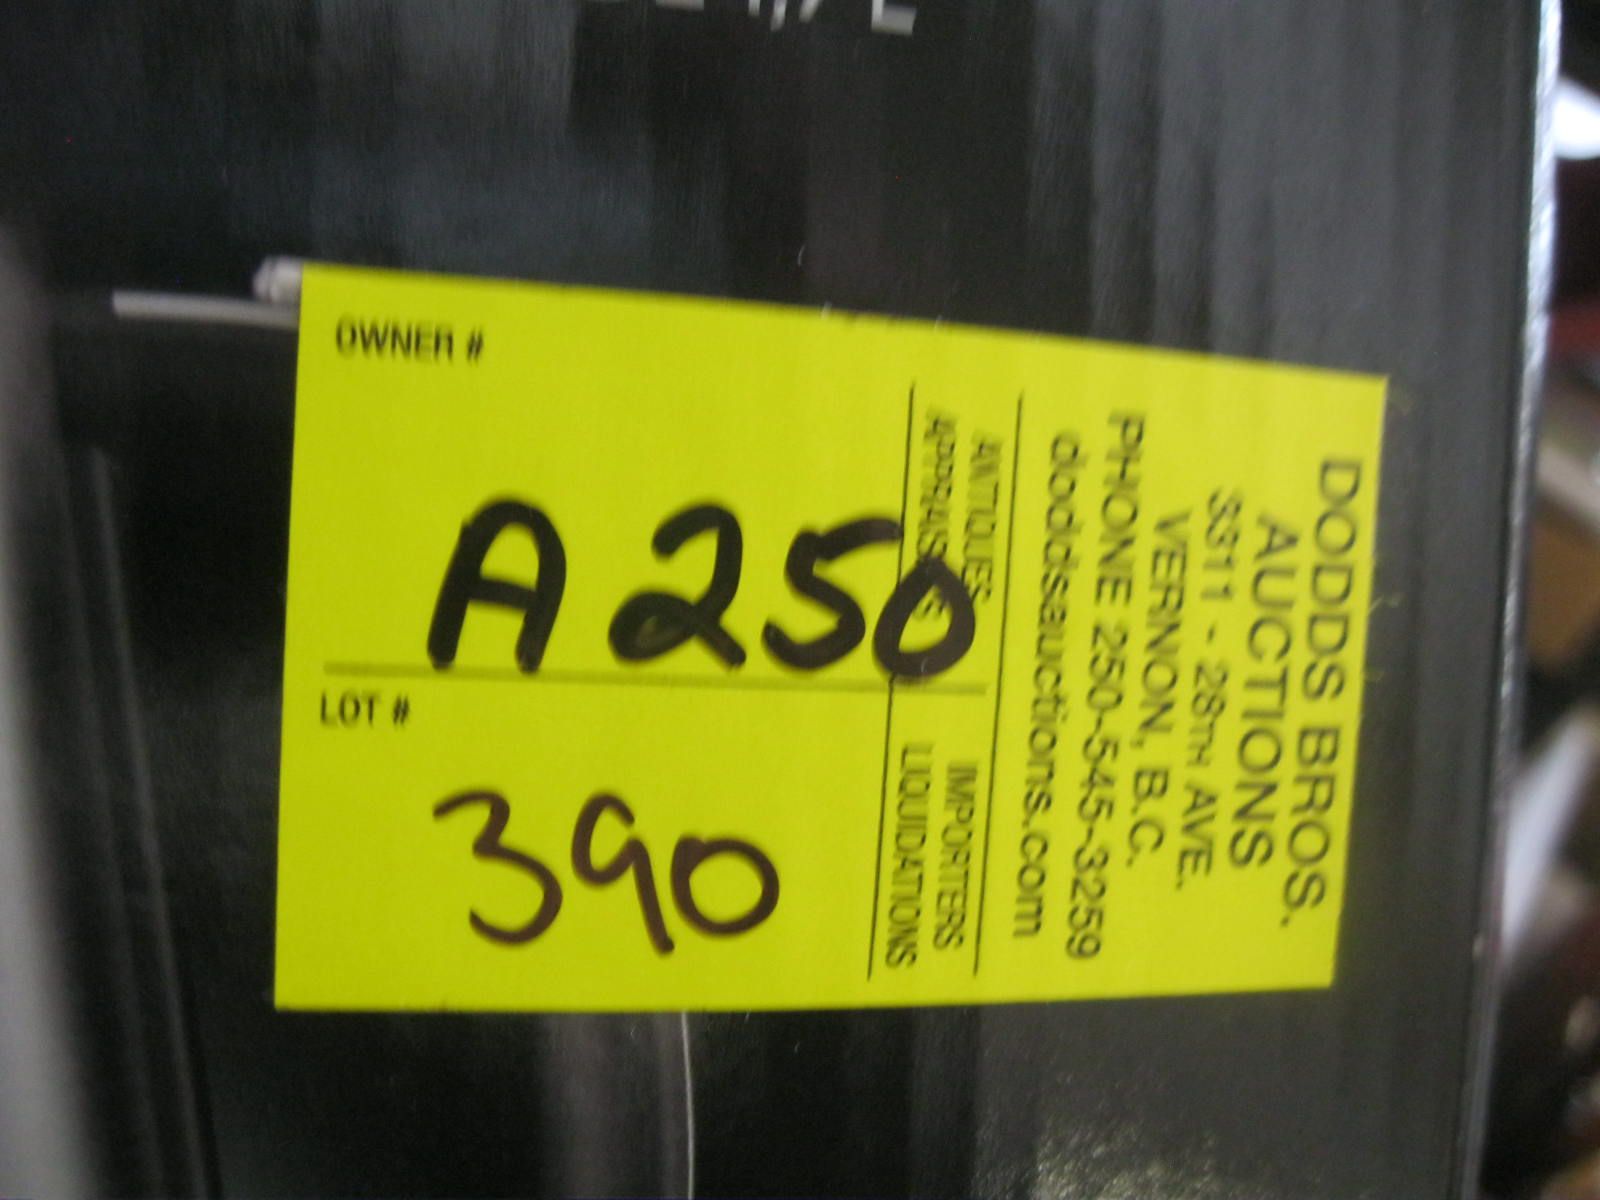 OWNER #
A250
LOT #
390
DODDS BROS.
AUCTIONS
3311 - 28TH AVE.
VERNON, B.C.
PHONE 250-545-3259
doddsauctions.com
ANTIQUES
APPRAISERS
IMPORTERS
LIQUIDATIONS